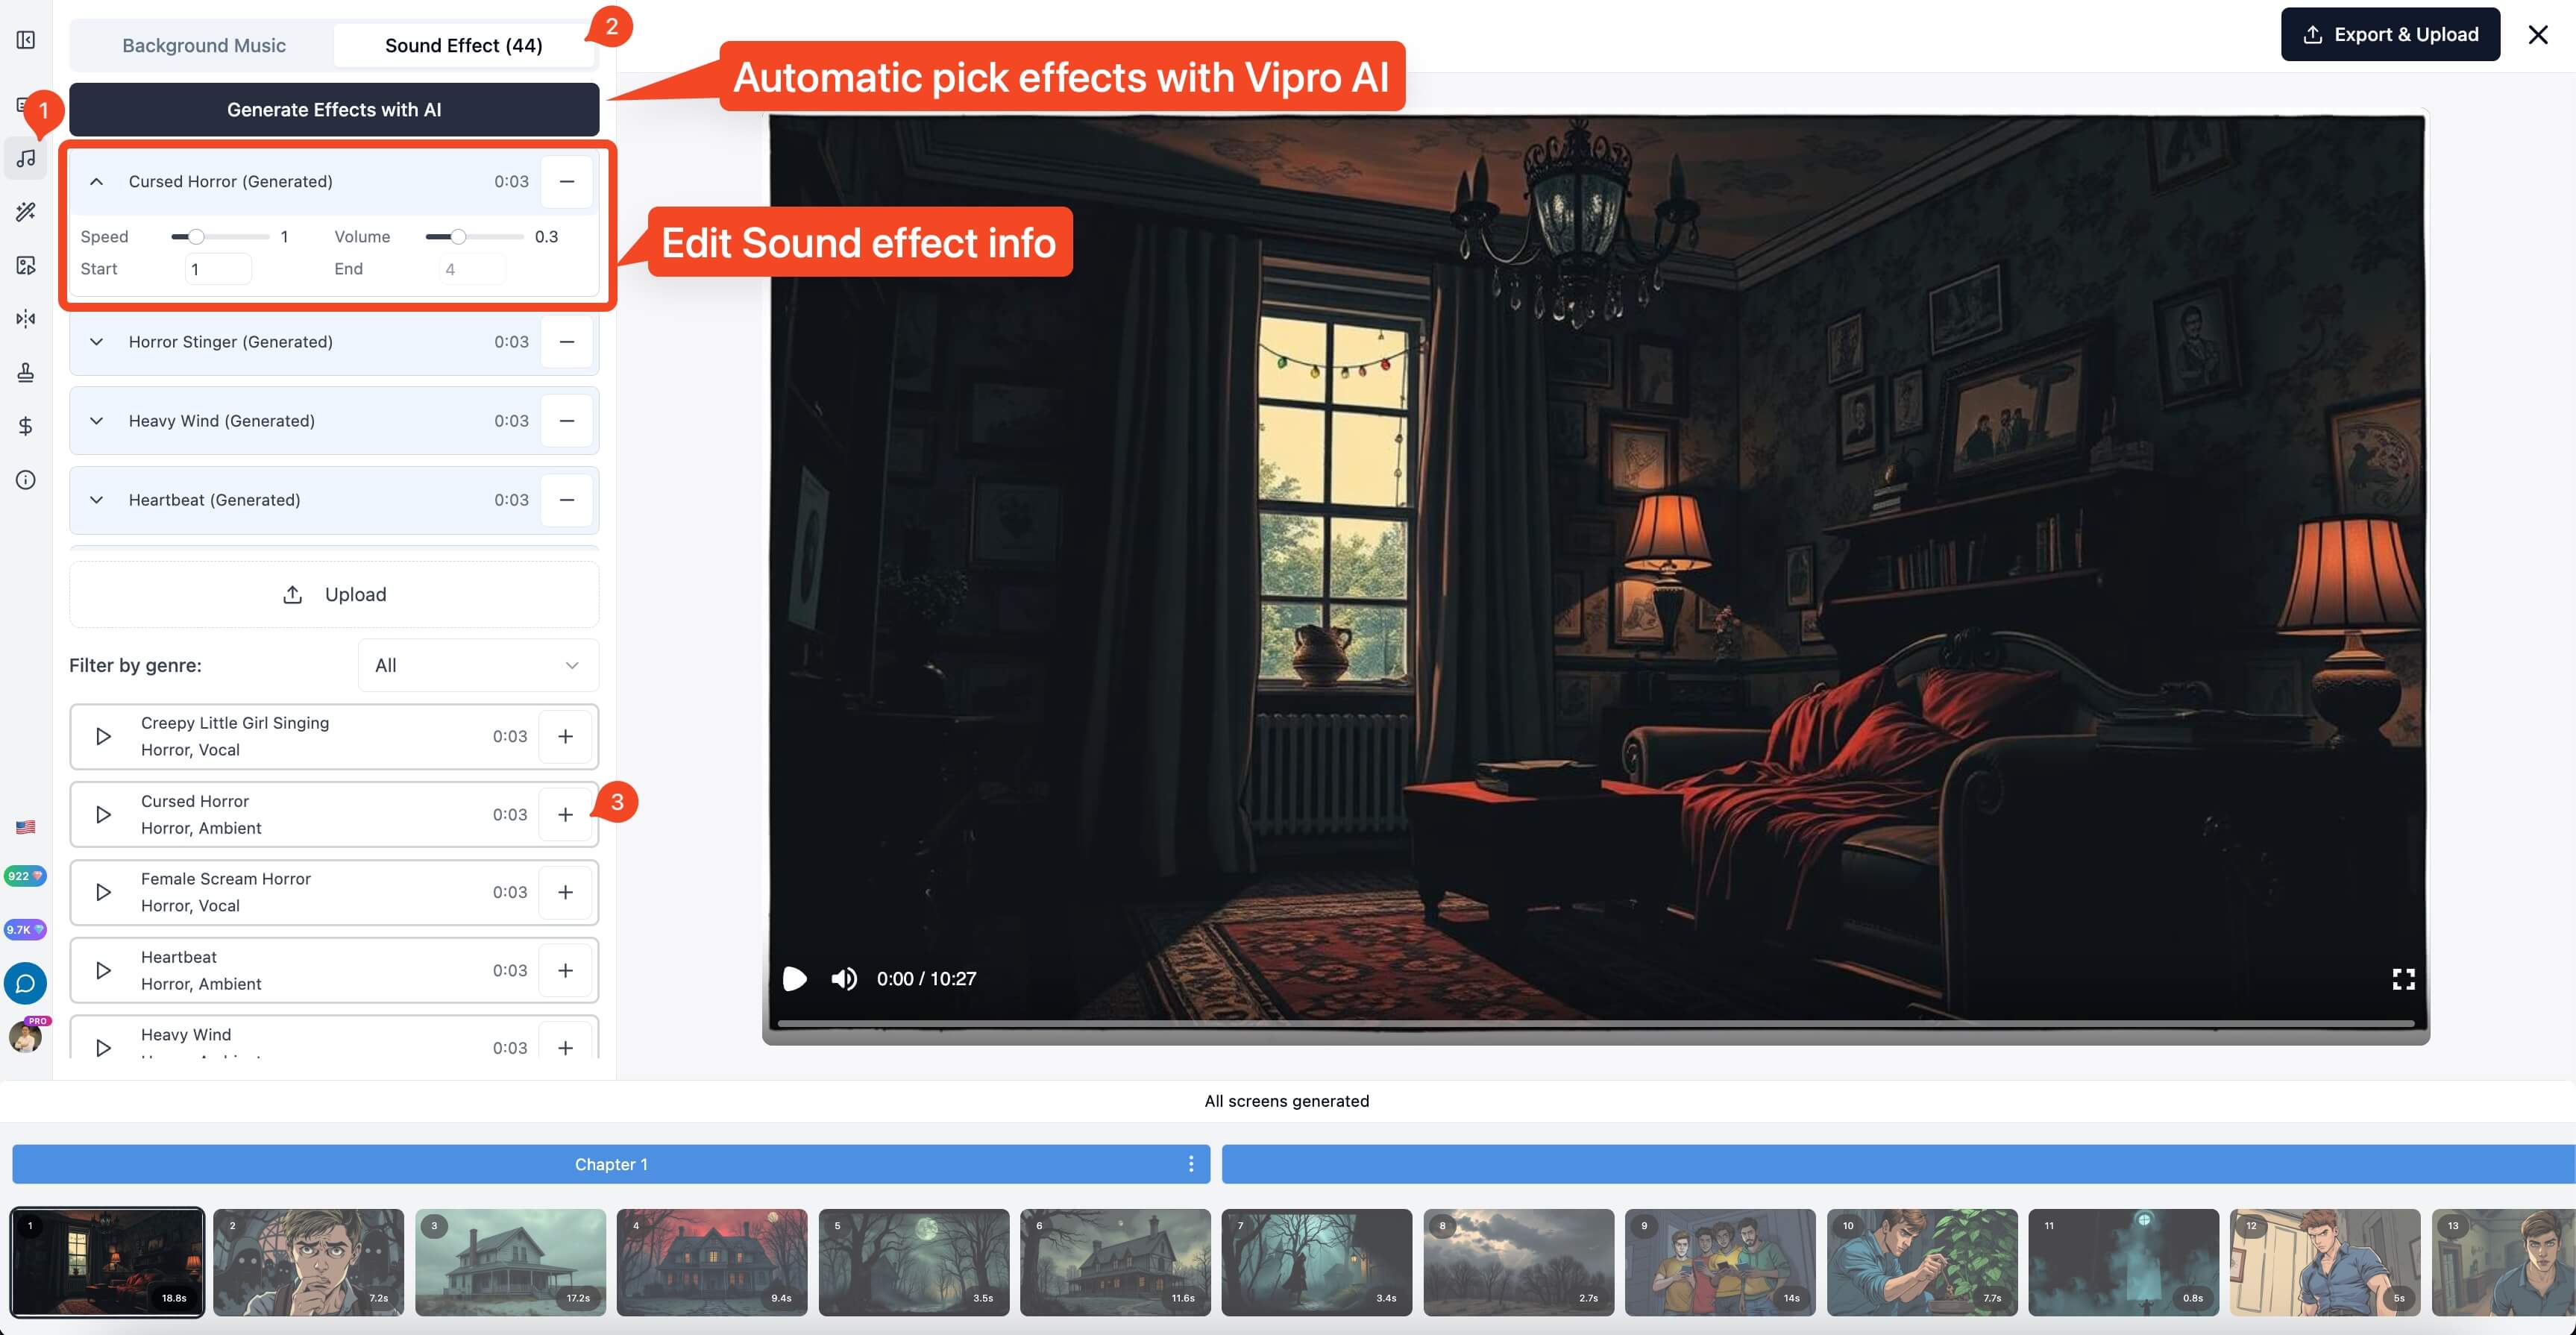 Background Music
Sound Effect (44)
2
Export & Upload
Automatic pick effects with Vipro AI
1
Generate Effects with AI
Cursed Horror (Generated)
0:03
Speed
1
Volume
0.3
Start
1
End
4
Edit Sound effect info
Horror Stinger (Generated)
0:03
Heavy Wind (Generated)
0:03
Heartbeat (Generated)
0:03
Upload
Filter by genre:
All
Creepy Little Girl Singing
Horror, Vocal
0:03
Cursed Horror
Horror, Ambient
0:03
3
Female Scream Horror
Horror, Vocal
0:03
Heartbeat
Horror, Ambient
0:03
Heavy Wind
0:03
922
9.7K
PRO
0:00 / 10:27
All screens generated
Chapter 1
1
18.8s
2
7.2s
3
17.2s
4
9.4s
5
3.5s
6
11.6s
7
3.4s
8
2.7s
9
14s
10
7.7s
11
0.8s
12
5s
13